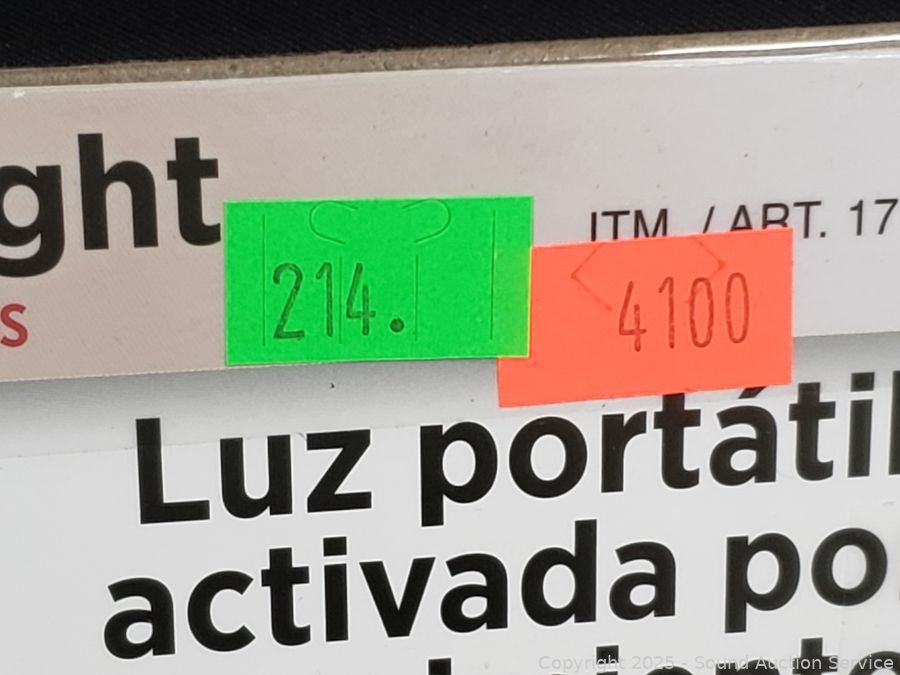 ght
ITM. / ART. 17
s
214.
4100
Luz portátil
activada po
Copyright 2025 - Sound Auction Service